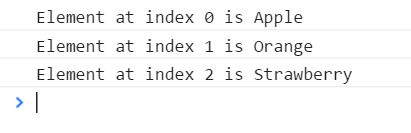 Element at index 0 is Apple
Element at index 1 is Orange
Element at index 2 is Strawberry
>